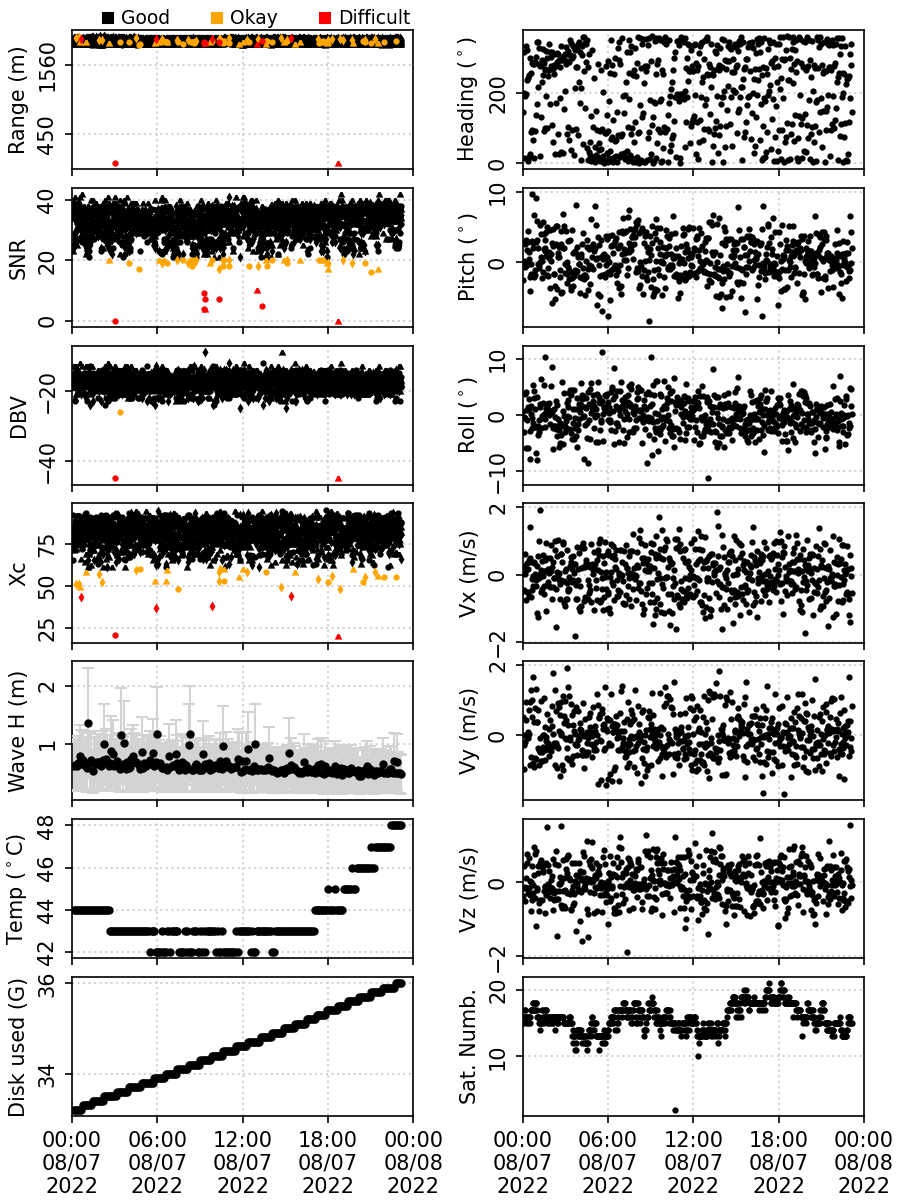 Good Okay Difficult
Range (m) 1560 450
Heading (°) 200 0
SNR 40 20 0
Pitch (°) 10 0
DBV −20 −40
Roll (°) 10 0 −10
Xc 75 50 25
Vx (m/s) 2 0 −2
Wave H (m) 2 1
Vy (m/s) 2 0
Temp (°C) 48 46 44 42
Vz (m/s) 0 −2
Disk used (G) 36 34
Sat. Numb. 20 10
00:00 06:00 12:00 18:00 00:00 00:00 06:00 12:00 18:00 00:00
08/07 08/07 08/07 08/07 08/08 08/07 08/07 08/07 08/07 08/08
2022 2022 2022 2022 2022 2022 2022 2022 2022 2022